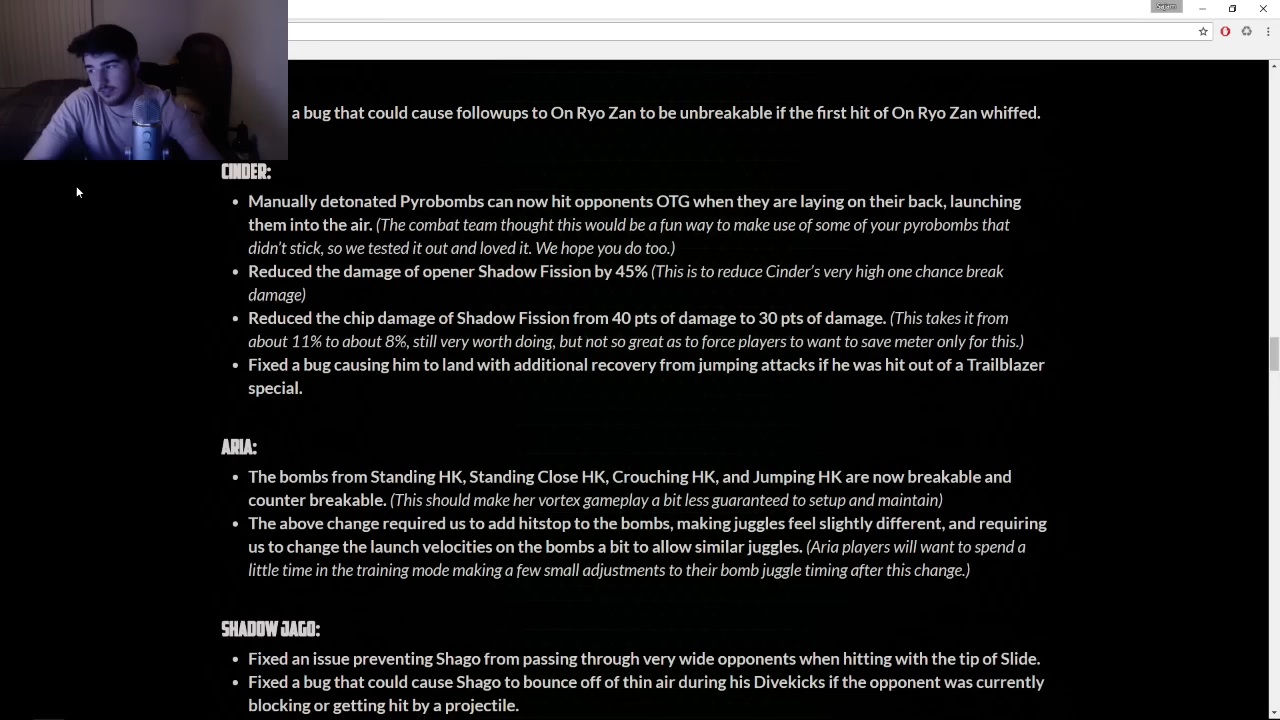 Sajam
a bug that could cause followups to On Ryo Zan to be unbreakable if the first hit of On Ryo Zan whiffed.
CINDER:
• Manually detonated Pyrobombs can now hit opponents OTG when they are laying on their back, launching
them into the air. (The combat team thought this would be a fun way to make use of some of your pyrobombs that
didn't stick, so we tested it out and loved it. We hope you do too.)
• Reduced the damage of opener Shadow Fission by 45% (This is to reduce Cinder's very high one chance break
damage)
• Reduced the chip damage of Shadow Fission from 40 pts of damage to 30 pts of damage. (This takes it from
about 11% to about 8%, still very worth doing, but not so great as to force players to want to save meter only for this.)
• Fixed a bug causing him to land with additional recovery from jumping attacks if he was hit out of a Trailblazer
special.
ARIA:
• The bombs from Standing HK, Standing Close HK, Crouching HK, and Jumping HK are now breakable and
counter breakable. (This should make her vortex gameplay a bit less guaranteed to setup and maintain)
• The above change required us to add hitstop to the bombs, making juggles feel slightly different, and requiring
us to change the launch velocities on the bombs a bit to allow similar juggles. (Aria players will want to spend a
little time in the training mode making a few small adjustments to their bomb juggle timing after this change.)
SHADOW JAGO:
• Fixed an issue preventing Shago from passing through very wide opponents when hitting with the tip of Slide.
• Fixed a bug that could cause Shago to bounce off of thin air during his Divekicks if the opponent was currently
blocking or getting hit by a projectile.